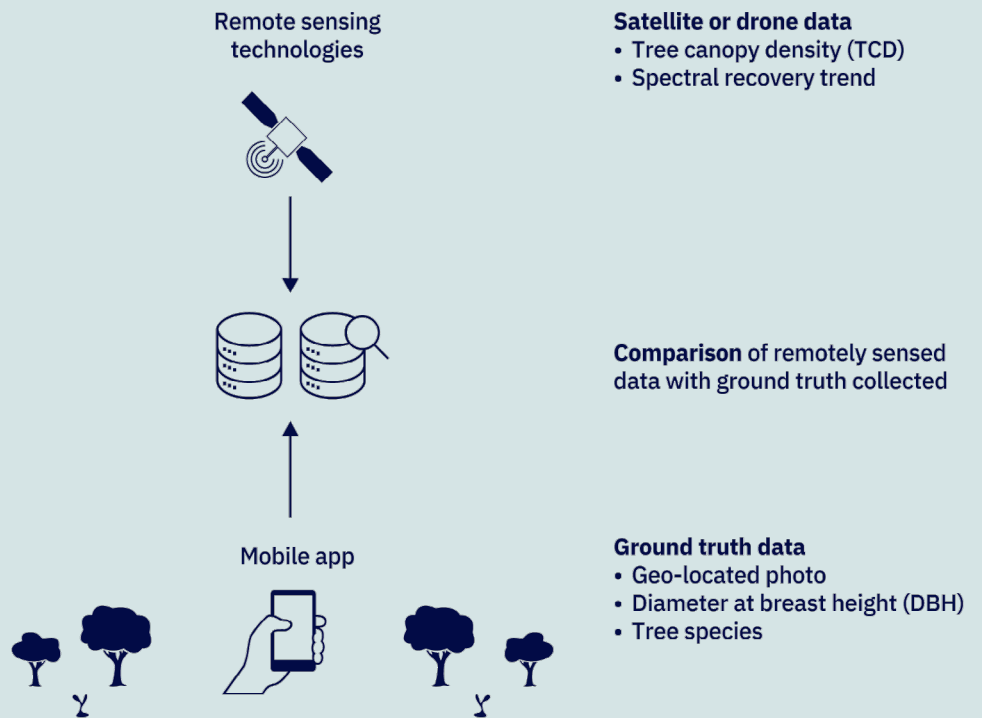 Remote sensing
technologies
Satellite or drone data
• Tree canopy density (TCD)
• Spectral recovery trend
Comparison of remotely sensed
data with ground truth collected
Mobile app
Ground truth data
• Geo-located photo
• Diameter at breast height (DBH)
• Tree species